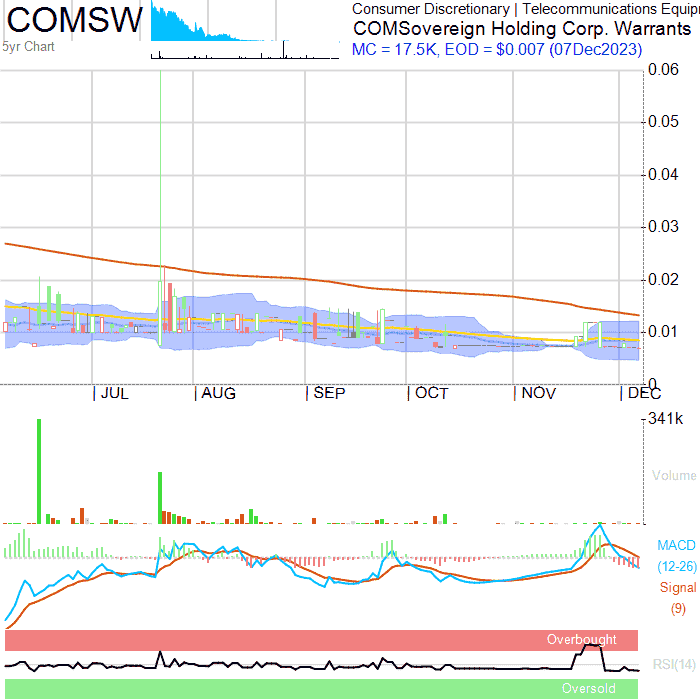 COMSW
5yr Chart
Consumer Discretionary | Telecommunications Equip
COMSovereign Holding Corp. Warrants
MC = 17.5K, EOD = $0.007 (07Dec2023)
0.06
0.05
0.04
0.03
0.02
0.01
0
JUL AUG SEP OCT NOV DEC
341k
Volume
MACD
(12-26)
Signal
(9)
Overbought
RSI(14)
Oversold